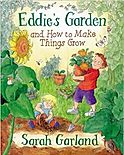 Eddie's Garden
and How to Make
Things Grow
Sarah Garland